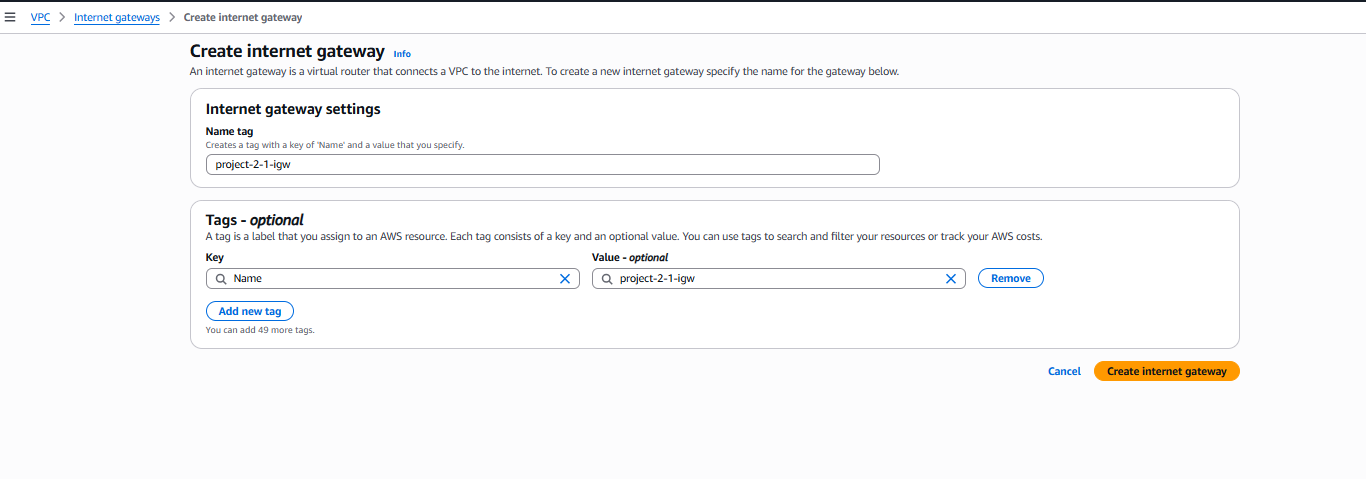 VPC > Internet gateways > Create internet gateway
Create internet gateway Info
An internet gateway is a virtual router that connects a VPC to the internet. To create a new internet gateway specify the name for the gateway below.
Internet gateway settings
Name tag
Creates a tag with a key of 'Name' and a value that you specify.
project-2-1-igw
Tags - optional
A tag is a label that you assign to an AWS resource. Each tag consists of a key and an optional value. You can use tags to search and filter your resources or track your AWS costs.
Key Value - optional
Name project-2-1-igw Remove
Add new tag
You can add 49 more tags.
Cancel Create internet gateway